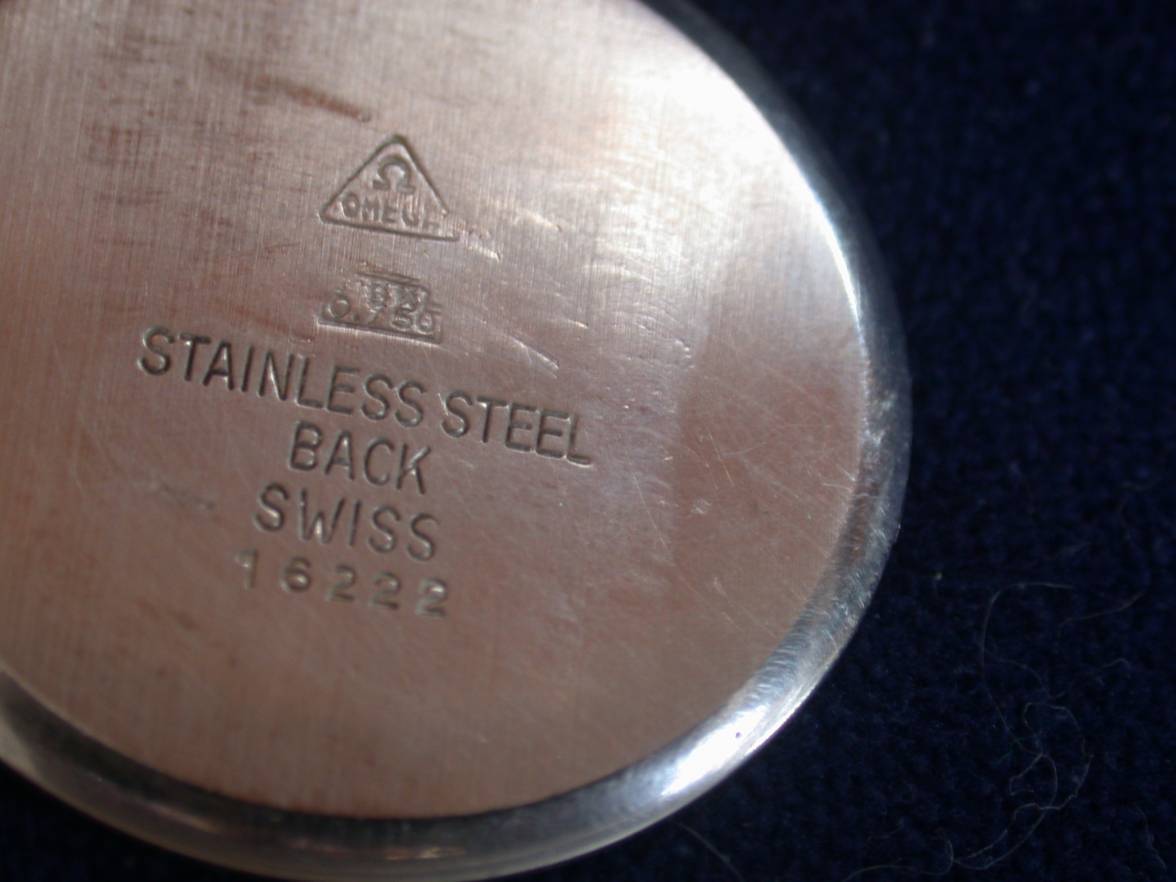 Ω
OMEGA
0.750
STAINLESS STEEL
BACK
SWISS
16222